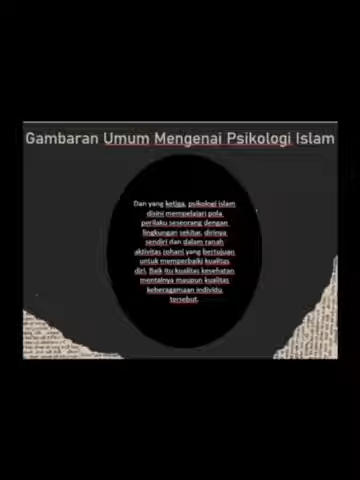 Gambaran Umum Mengenai Psikologi Islam
Dan yang ketiga, psikologi islam
disini mempelajari pola
perilaku seseorang dengan
lingkungan sekitar, dirinya
sendiri dan dalam ranah
aktivitas rohani yang bertujuan
untuk memperbaiki kualitas
diri. Baik itu kualitas kesehatan
mentalnya maupun kualitas
keberagamaan individu
tersebut.